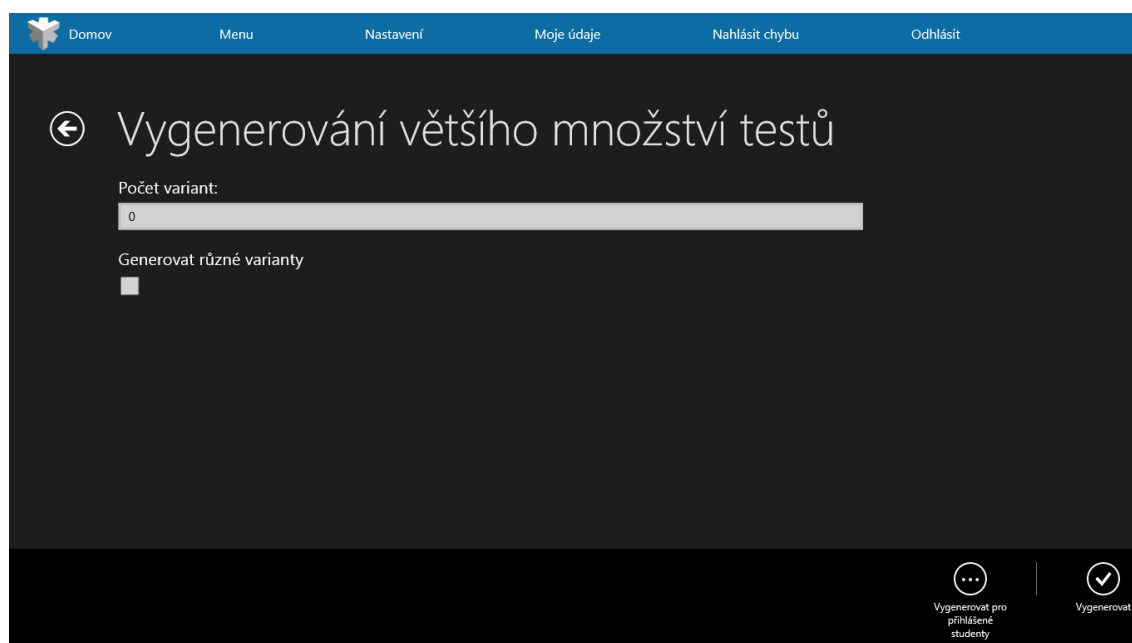 Domov Menu Nastavení Moje údaje Nahlásit chybu Odhlásit
Vygenerování většího množství testů
Počet variant:
0
Generovat různé varianty
Vygenerovat pro
přihlášené
studenty
Vygenerovat